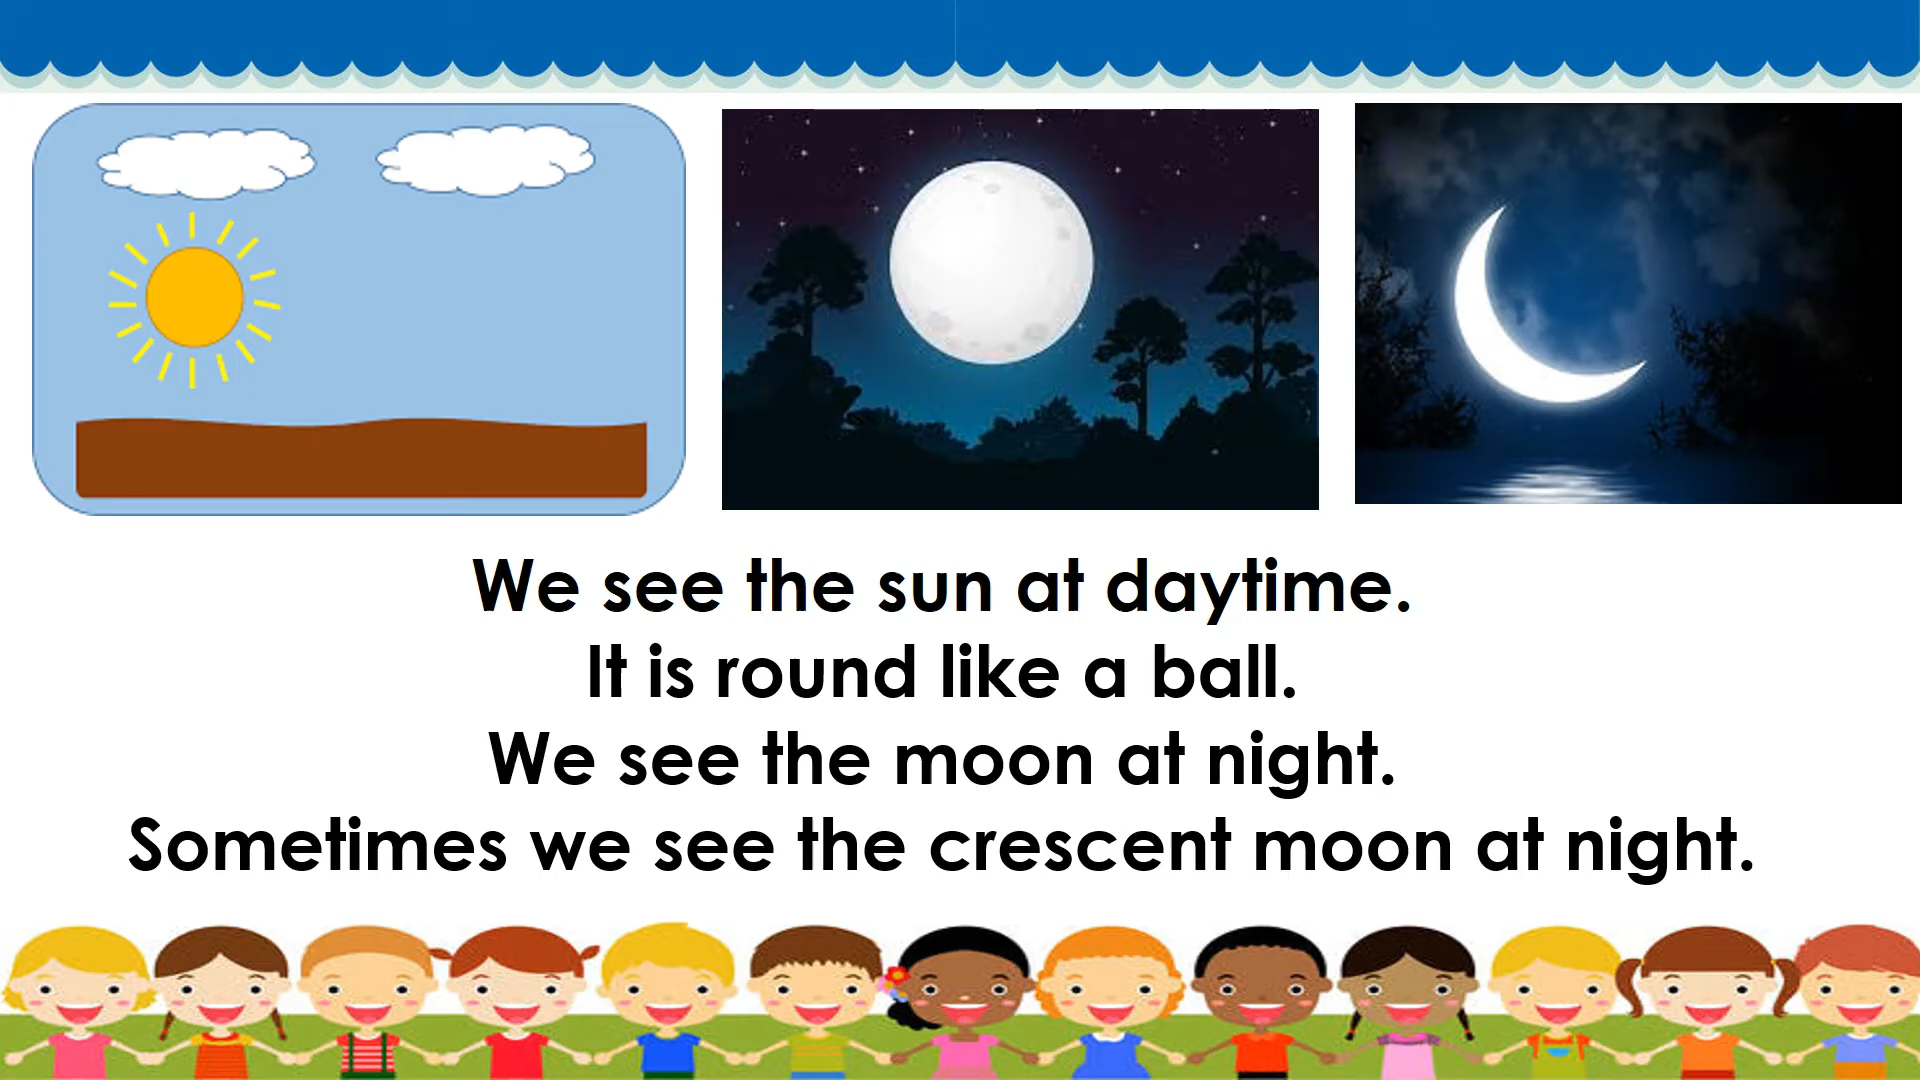 We see the sun at daytime.
It is round like a ball.
We see the moon at night.
Sometimes we see the crescent moon at night.